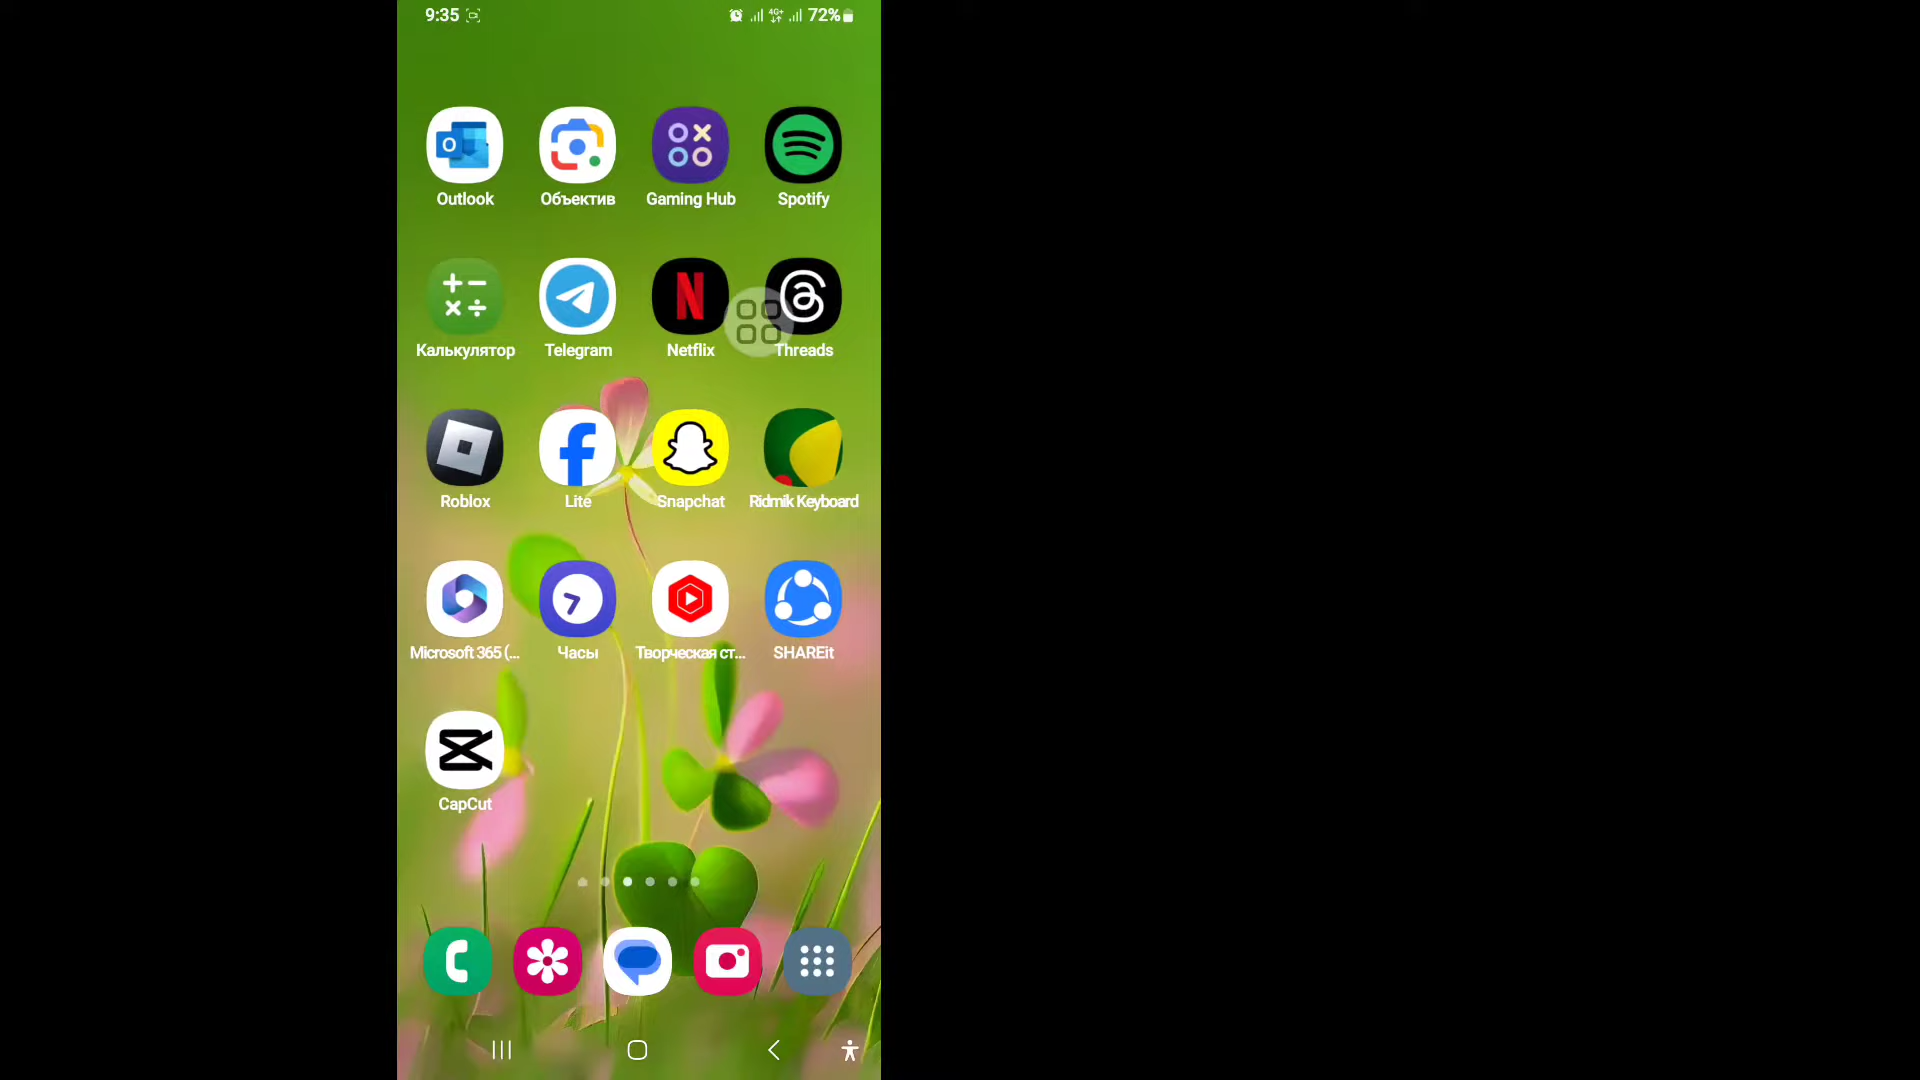 9:35 4G+ 72%
Outlook Объектив Gaming Hub Spotify
Калькулятор Telegram Netflix Threads
Roblox Lite Snapchat Ridmik Keyboard
Microsoft 365 (... Часы Творческая ст... SHAREit
CapCut